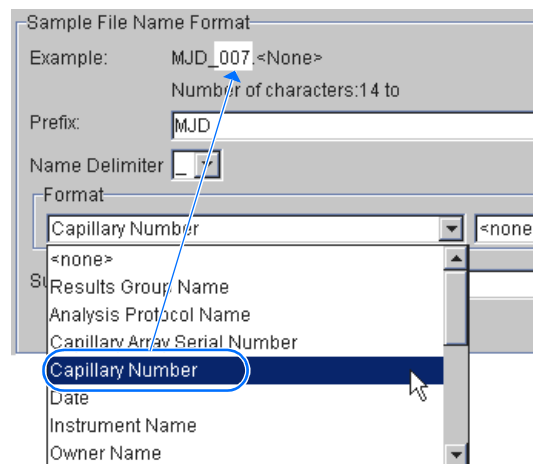 Sample File Name Format
Example: MJD_007.<None>
Number of characters:14 to
Prefix: MJD
Name Delimiter _
Format
Capillary Number <none
<none>
Results Group Name
Analysis Protocol Name
Capillary Array Serial Number
Capillary Number
Date
Instrument Name
Owner Name